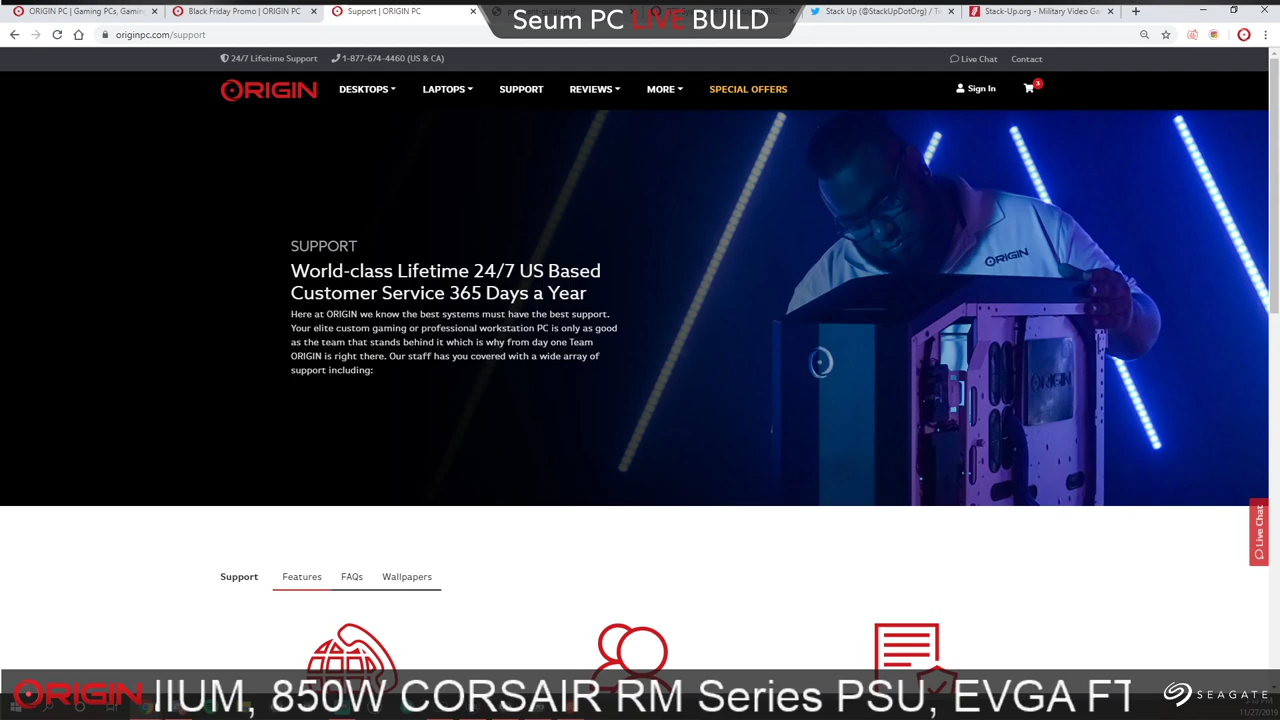 ORIGIN PC | Gaming PCs, Gaming
Black Friday Promo | ORIGIN PC
Support | ORIGIN PC
Seum PC LIVE BUILD
Stack Up (@StackUpDotOrg) / T
Stack-Up.org - Military Video Ga
originpc.com/support
24/7 Lifetime Support
1-877-674-4460 (US & CA)
Live Chat
Contact
ORIGIN
DESKTOPS
LAPTOPS
SUPPORT
REVIEWS
MORE
SPECIAL OFFERS
Sign In
3
SUPPORT
World-class Lifetime 24/7 US Based
Customer Service 365 Days a Year
Here at ORIGIN we know the best systems must have the best support.
Your elite custom gaming or professional workstation PC is only as good
as the team that stands behind it which is why from day one Team
ORIGIN is right there. Our staff has you covered with a wide array of
support including:
ORIGIN
ORIGIN
Live Chat
Support
Features
FAQs
Wallpapers
ORIGIN
IIUM, 850W CORSAIR RM Series PSU, EVGA FT
SEAGATE
11/27/2019